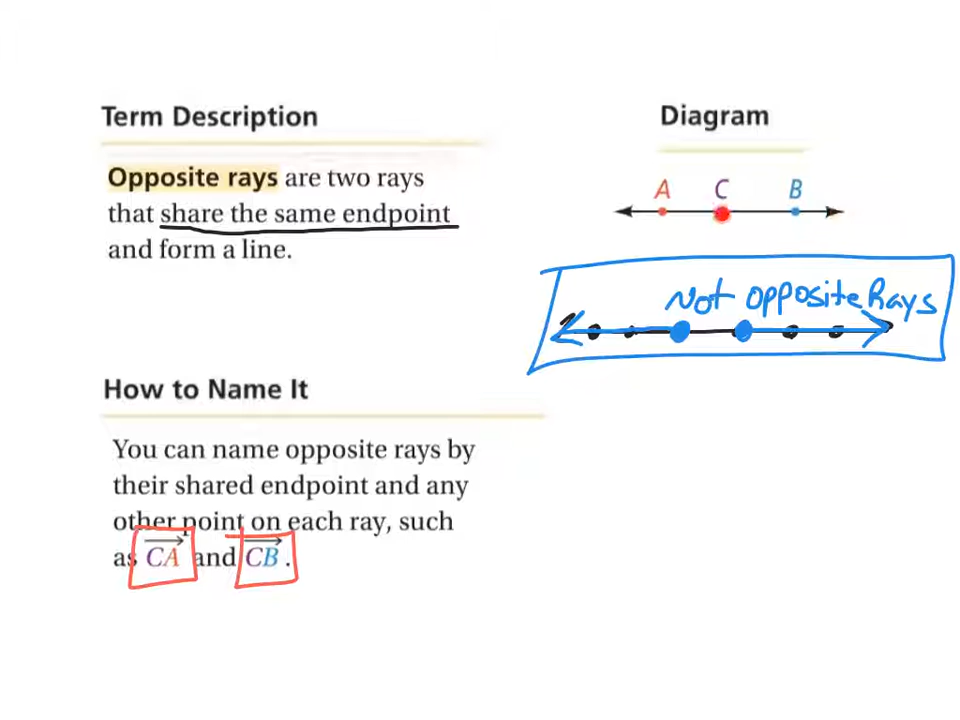 Term Description
Opposite rays are two rays
that share the same endpoint
and form a line.
Diagram
A C B
Not Opposite Rays
How to Name It
You can name opposite rays by
their shared endpoint and any
other point on each ray, such
as CA and CB.